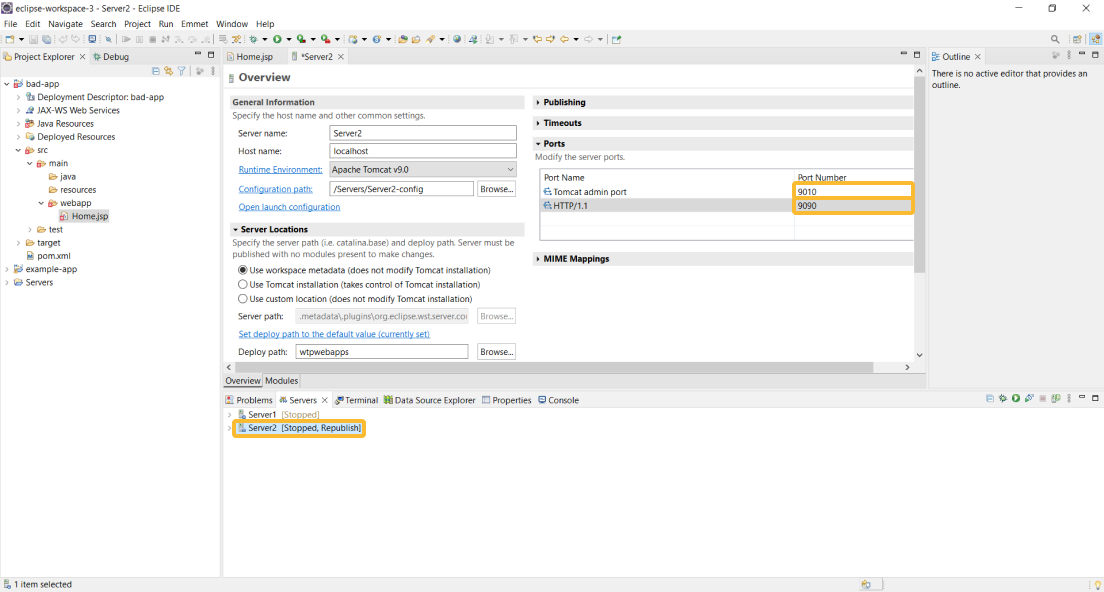 eclipse-workspace-3 - Server2 - Eclipse IDE
File Edit Navigate Search Project Run Emmet Window Help
Project Explorer Debug
bad-app
Deployment Descriptor: bad-app
JAX-WS Web Services
Java Resources
Deployed Resources
src
main
java
resources
webapp
Home.jsp
test
target
pom.xml
example-app
Servers
Home.jsp *Server2
Overview
General Information
Specify the host name and other common settings.
Server name: Server2
Host name: localhost
Runtime Environment: Apache Tomcat v9.0
Configuration path: /Servers/Server2-config Browse...
Open launch configuration
Server Locations
Specify the server path (i.e. catalina.base) and deploy path. Server must be
published with no modules present to make changes.
Use workspace metadata (does not modify Tomcat installation)
Use Tomcat installation (takes control of Tomcat installation)
Use custom location (does not modify Tomcat installation)
Server path: .metadata\.plugins\org.eclipse.wst.server.co Browse...
Set deploy path to the default value (currently set)
Deploy path: wtpwebapps Browse...
Publishing
Timeouts
Ports
Modify the server ports.
Port Name Port Number
Tomcat admin port 9010
HTTP/1.1 9090
MIME Mappings
Overview Modules
Outline
There is no active editor that provides an
outline.
Problems Servers Terminal Data Source Explorer Properties Console
Server1 [Stopped]
Server2 [Stopped, Republish]
1 item selected